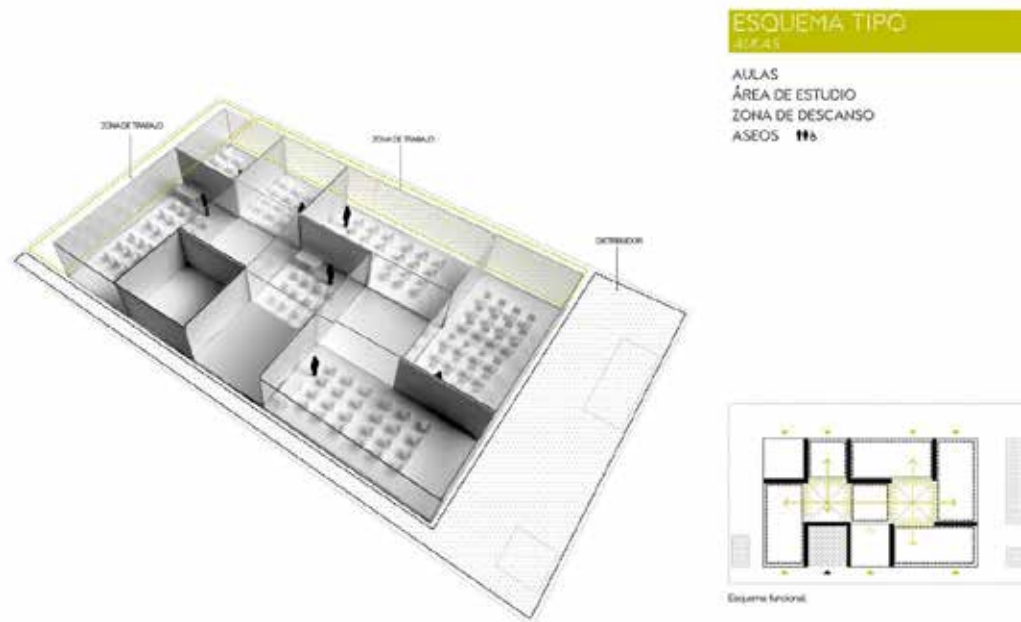 ESQUEMA TIPO
AULAS
AULAS
ÁREA DE ESTUDIO
ZONA DE DESCANSO
ASEOS
ZONA DE TRABAJO
ZONA DE TRABAJO
DISTRIBUIDOR
Esquema funcional